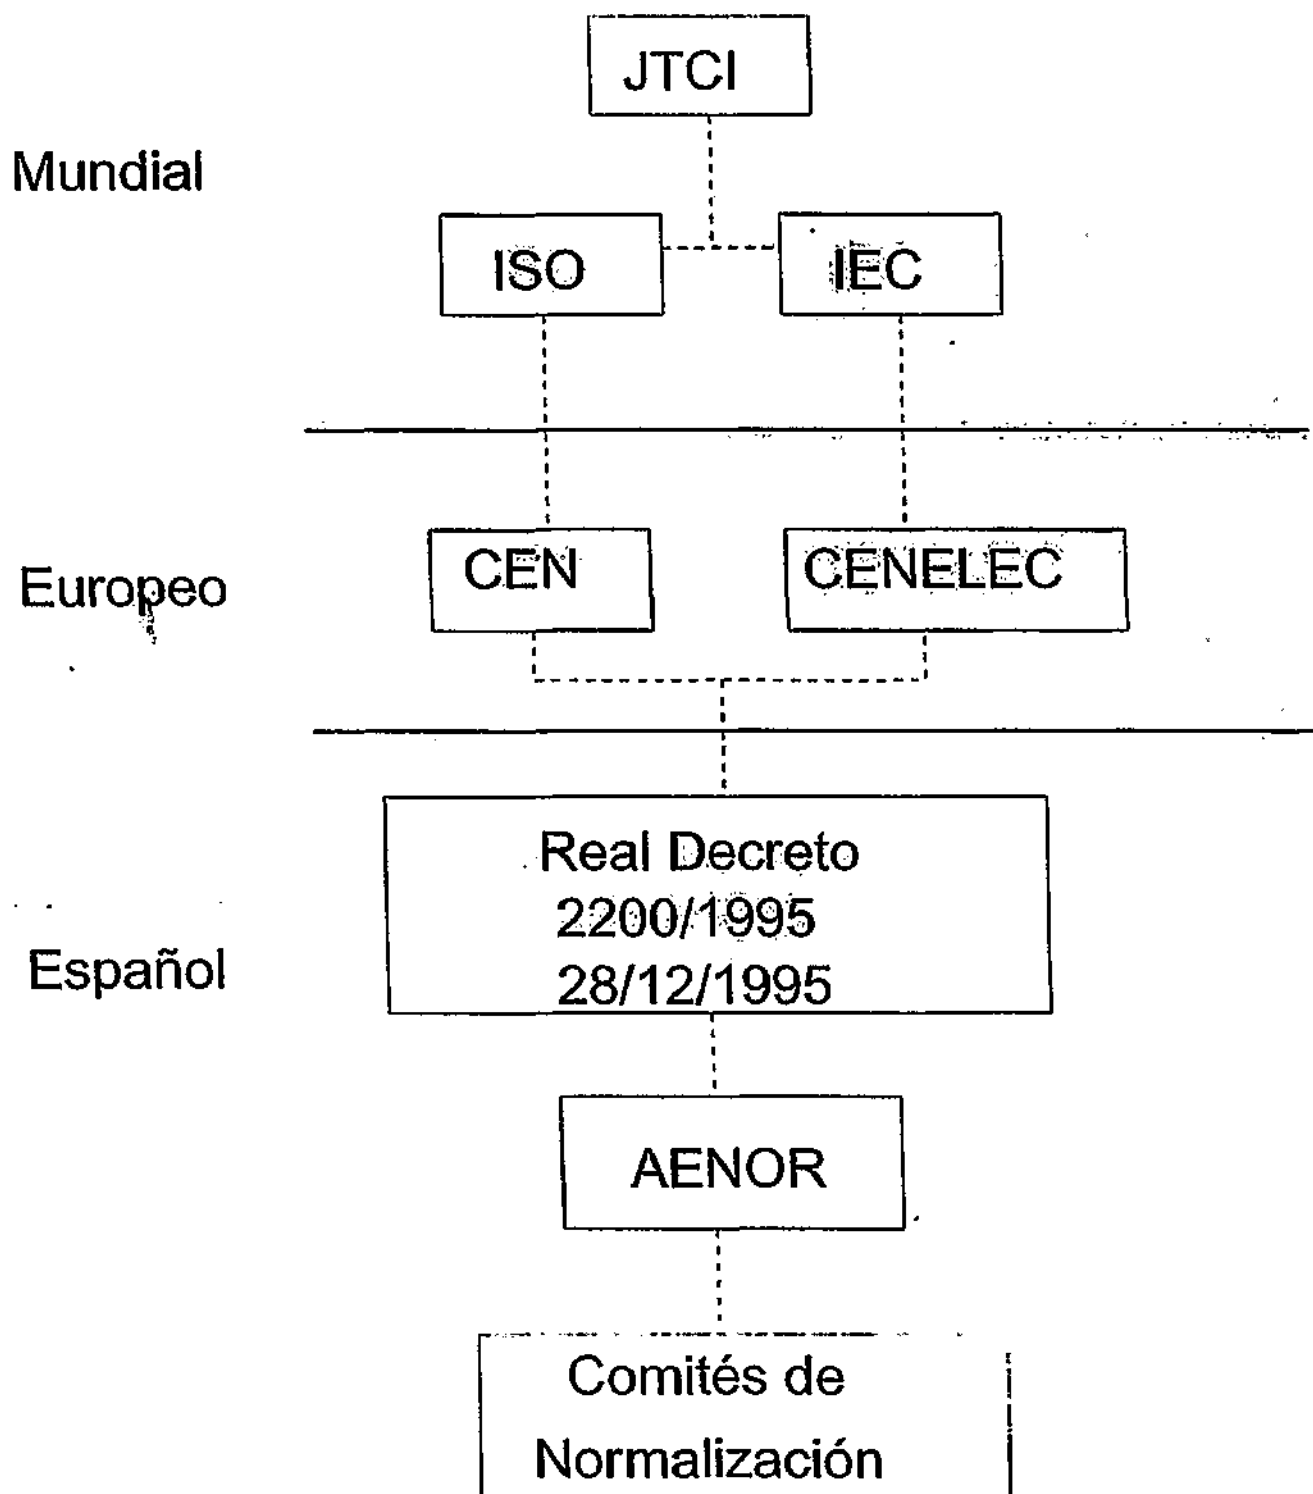 JTCI
Mundial
ISO
IEC
CEN
CENELEC
Europeo
Real Decreto
2200/1995
28/12/1995
Español
AENOR
Comités de
Normalización